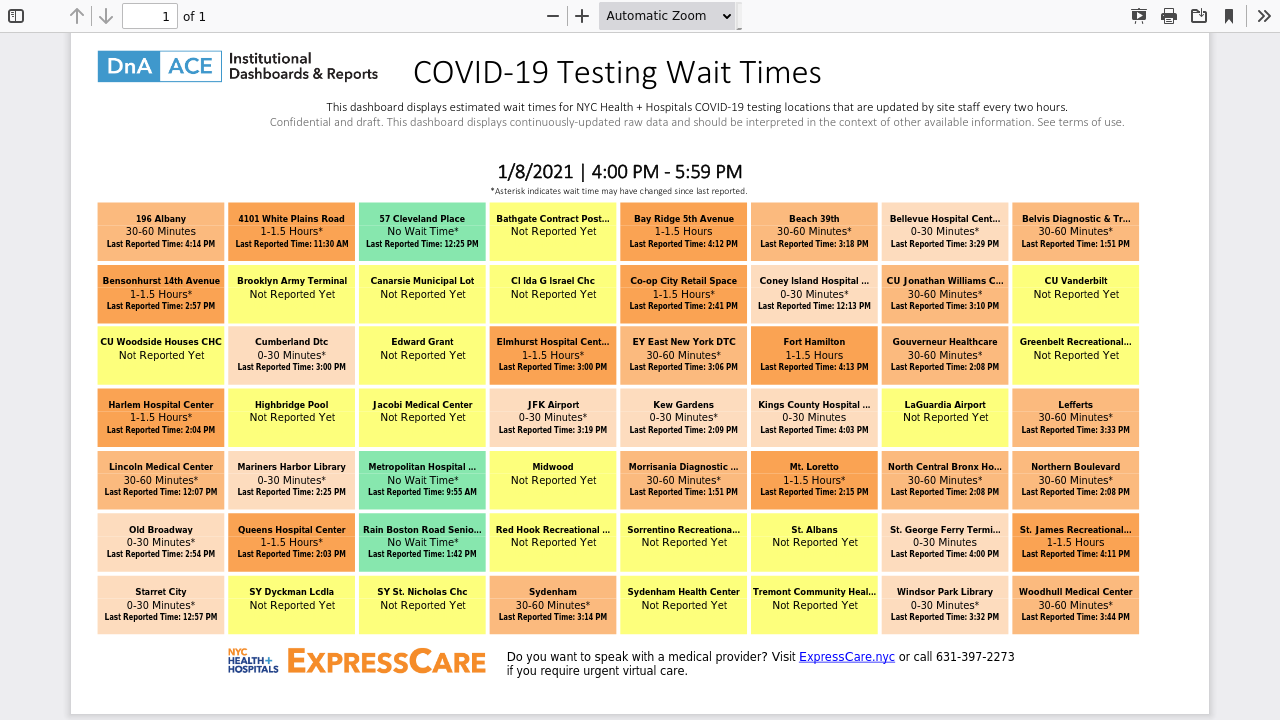 1 of 1
Automatic Zoom
DnA ACE Institutional Dashboards & Reports
COVID-19 Testing Wait Times
This dashboard displays estimated wait times for NYC Health + Hospitals COVID-19 testing locations that are updated by site staff every two hours.
Confidential and draft. This dashboard displays continuously-updated raw data and should be interpreted in the context of other available information. See terms of use.
1/8/2021 | 4:00 PM - 5:59 PM
*Asterisk indicates wait time may have changed since last reported.
196 Albany
30-60 Minutes
Last Reported Time: 4:14 PM
4101 White Plains Road
1-1.5 Hours*
Last Reported Time: 11:30 AM
57 Cleveland Place
No Wait Time*
Last Reported Time: 12:25 PM
Bathgate Contract Post...
Not Reported Yet
Bay Ridge 5th Avenue
1-1.5 Hours
Last Reported Time: 4:12 PM
Beach 39th
30-60 Minutes*
Last Reported Time: 3:18 PM
Bellevue Hospital Cent...
0-30 Minutes*
Last Reported Time: 3:29 PM
Belvis Diagnostic & Tr...
30-60 Minutes*
Last Reported Time: 1:51 PM
Bensonhurst 14th Avenue
1-1.5 Hours*
Last Reported Time: 2:57 PM
Brooklyn Army Terminal
Not Reported Yet
Canarsie Municipal Lot
Not Reported Yet
CI Ida G Israel Chc
Not Reported Yet
Co-op City Retail Space
1-1.5 Hours*
Last Reported Time: 2:41 PM
Coney Island Hospital ...
0-30 Minutes*
Last Reported Time: 12:13 PM
CU Jonathan Williams C...
30-60 Minutes*
Last Reported Time: 3:10 PM
CU Vanderbilt
Not Reported Yet
CU Woodside Houses CHC
Not Reported Yet
Cumberland Dtc
0-30 Minutes*
Last Reported Time: 3:00 PM
Edward Grant
Not Reported Yet
Elmhurst Hospital Cent...
1-1.5 Hours*
Last Reported Time: 3:00 PM
EY East New York DTC
30-60 Minutes*
Last Reported Time: 3:06 PM
Fort Hamilton
1-1.5 Hours
Last Reported Time: 4:13 PM
Gouverneur Healthcare
30-60 Minutes*
Last Reported Time: 2:08 PM
Greenbelt Recreational...
Not Reported Yet
Harlem Hospital Center
1-1.5 Hours*
Last Reported Time: 2:04 PM
Highbridge Pool
Not Reported Yet
Jacobi Medical Center
Not Reported Yet
JFK Airport
0-30 Minutes*
Last Reported Time: 3:19 PM
Kew Gardens
0-30 Minutes*
Last Reported Time: 2:09 PM
Kings County Hospital ...
0-30 Minutes
Last Reported Time: 4:03 PM
LaGuardia Airport
Not Reported Yet
Lefferts
30-60 Minutes*
Last Reported Time: 3:33 PM
Lincoln Medical Center
30-60 Minutes*
Last Reported Time: 12:07 PM
Mariners Harbor Library
0-30 Minutes*
Last Reported Time: 2:25 PM
Metropolitan Hospital ...
No Wait Time*
Last Reported Time: 9:55 AM
Midwood
Not Reported Yet
Morrisania Diagnostic ...
30-60 Minutes*
Last Reported Time: 1:51 PM
Mt. Loretto
1-1.5 Hours*
Last Reported Time: 2:15 PM
North Central Bronx Ho...
30-60 Minutes*
Last Reported Time: 2:08 PM
Northern Boulevard
30-60 Minutes*
Last Reported Time: 2:08 PM
Old Broadway
0-30 Minutes*
Last Reported Time: 2:54 PM
Queens Hospital Center
1-1.5 Hours*
Last Reported Time: 2:03 PM
Rain Boston Road Senio...
No Wait Time*
Last Reported Time: 1:42 PM
Red Hook Recreational ...
Not Reported Yet
Sorrentino Recreationa...
Not Reported Yet
St. Albans
Not Reported Yet
St. George Ferry Termi...
0-30 Minutes
Last Reported Time: 4:00 PM
St. James Recreational...
1-1.5 Hours
Last Reported Time: 4:11 PM
Starret City
0-30 Minutes*
Last Reported Time: 12:57 PM
SY Dyckman Lcdla
Not Reported Yet
SY St. Nicholas Chc
Not Reported Yet
Sydenham
30-60 Minutes*
Last Reported Time: 3:14 PM
Sydenham Health Center
Not Reported Yet
Tremont Community Heal...
Not Reported Yet
Windsor Park Library
0-30 Minutes*
Last Reported Time: 3:32 PM
Woodhull Medical Center
30-60 Minutes*
Last Reported Time: 3:44 PM
NYC HEALTH+ HOSPITALS
EXPRESSCARE
Do you want to speak with a medical provider? Visit ExpressCare.nyc or call 631-397-2273
if you require urgent virtual care.